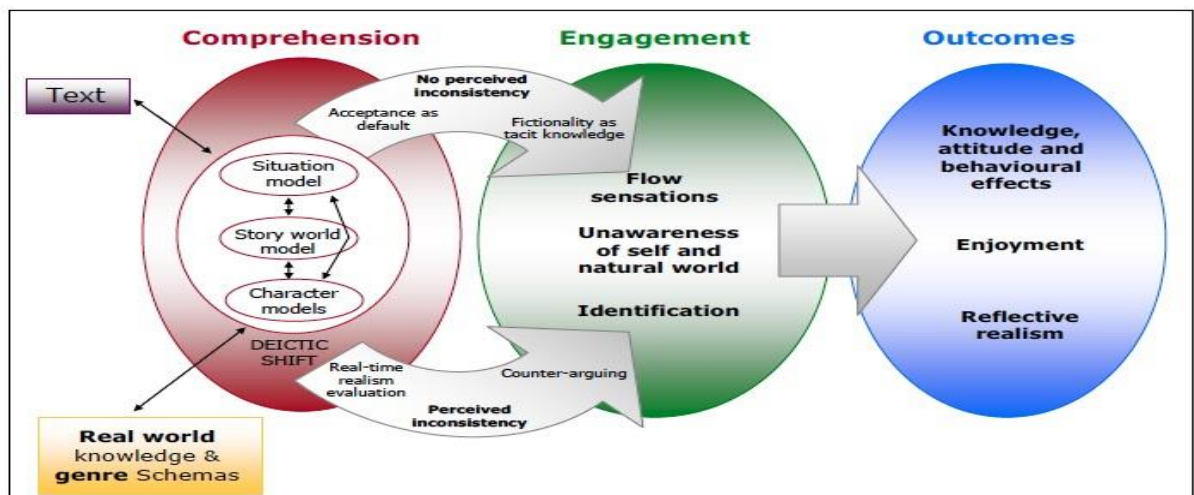 Comprehension
Engagement
Outcomes
Text
No perceived
inconsistency
Acceptance as
default
Fictionality as
tacit knowledge
Situation
model
Story world
model
Character
models
DEICTIC
SHIFT
Real-time
realism
evaluation
Counter-arguing
Perceived
inconsistency
Real world
knowledge &
genre Schemas
Flow
sensations
Unawareness
of self and
natural world
Identification
Knowledge,
attitude and
behavioural
effects
Enjoyment
Reflective
realism